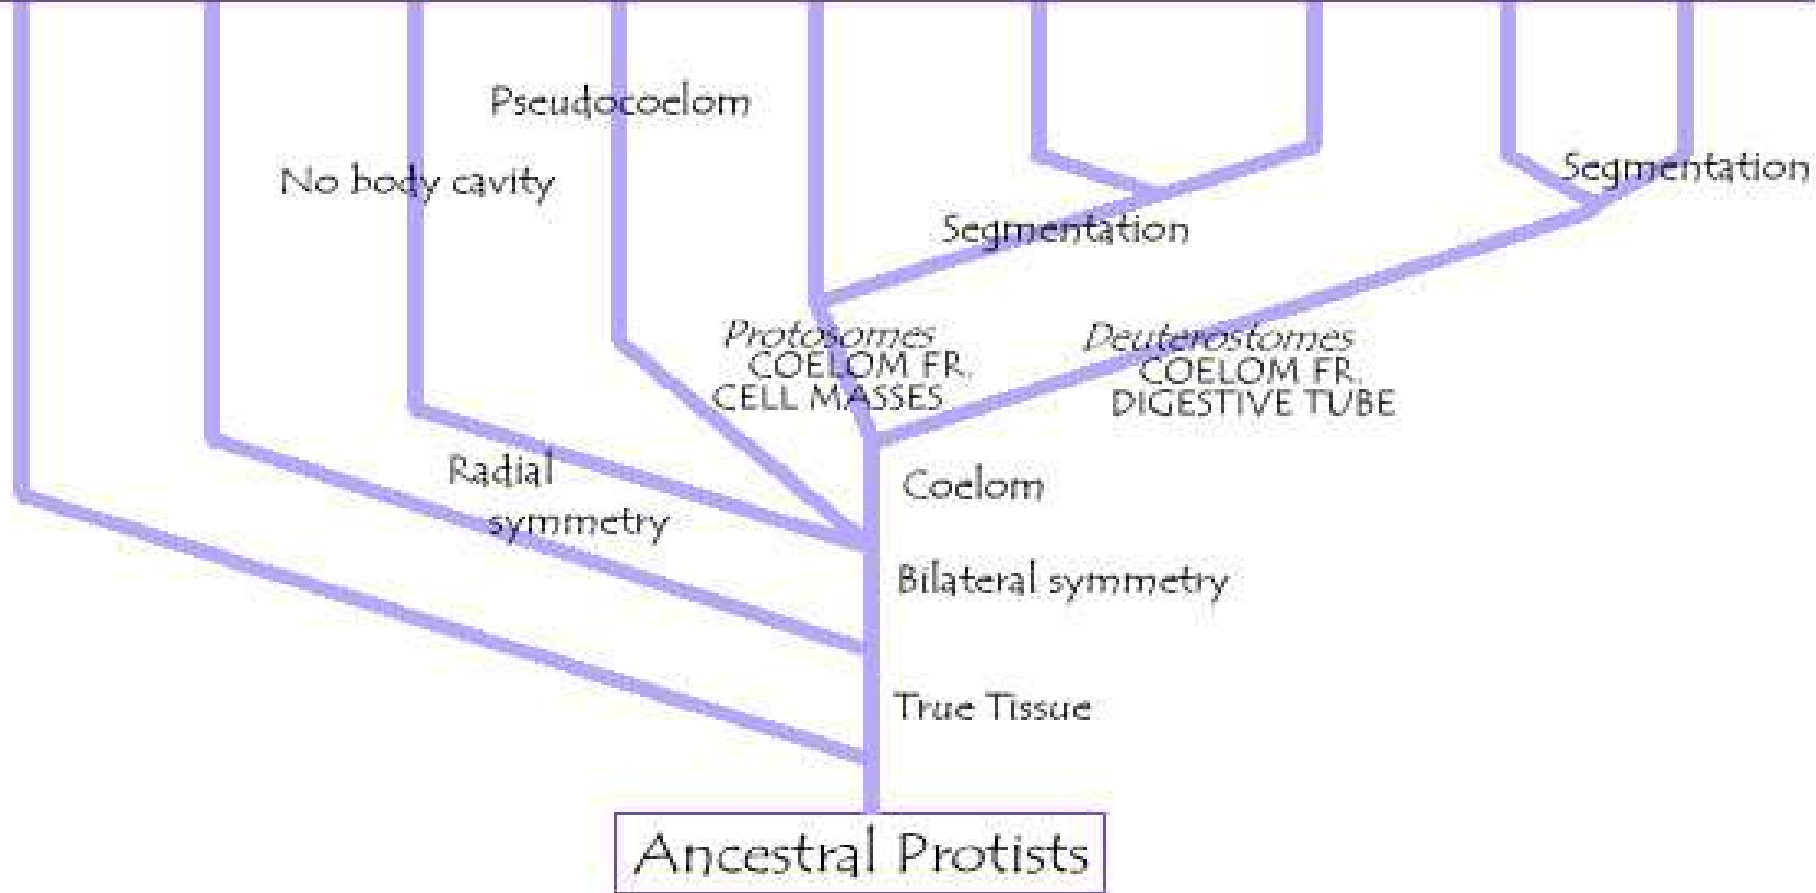 Pseudocoelom
Segmentation
No body cavity
Segmentation
Protosomes
COELOM FR.
CELL MASSES
Deuterostomes
COELOM FR.
DIGESTIVE TUBE
Radial
symmetry
Coelom
Bilateral symmetry
True Tissue
Ancestral Protists